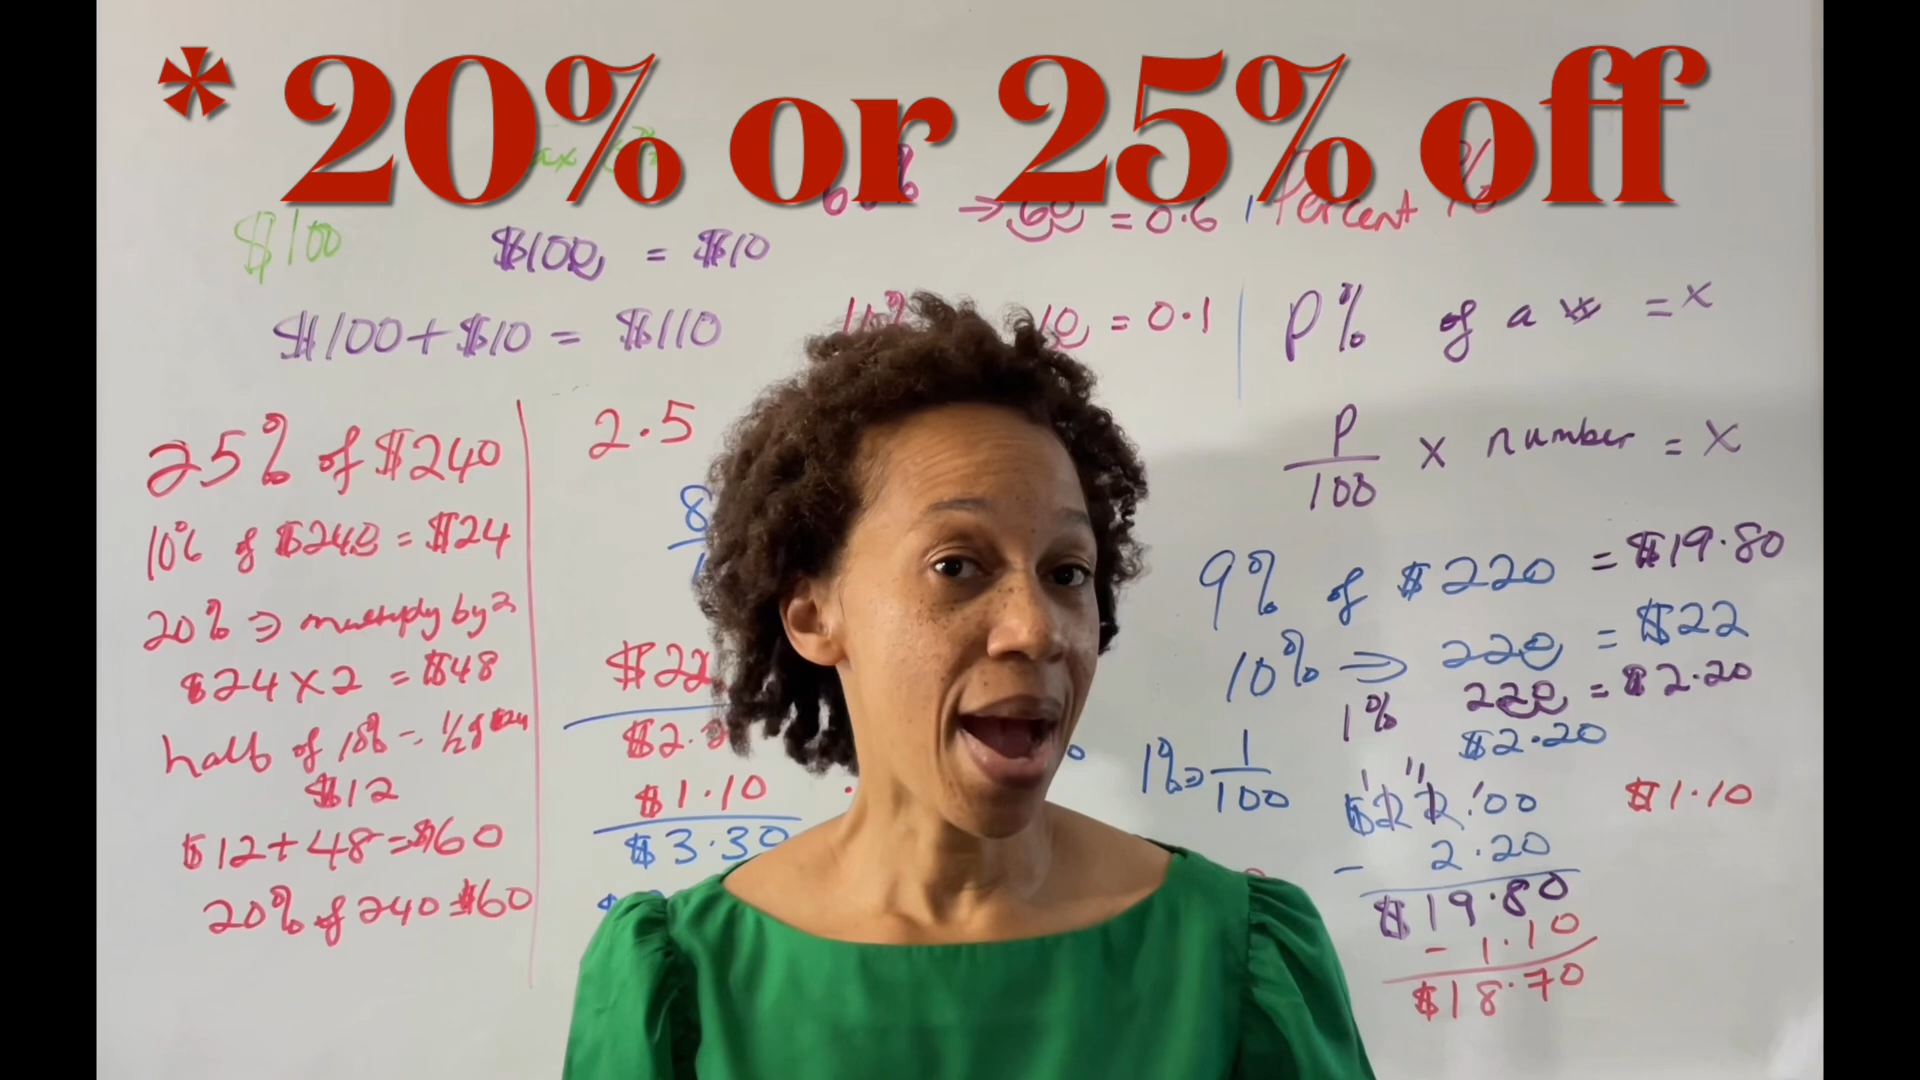 * 20% or 25% off
60 = 0.6
Percent %
$100
$100 = $10
$100 + $10 = $110
10 = 0.1
P% of a = x
25% of $240
2.5
P
100
x number = x
10% of $240 = $24
9% of $220 = $19.80
20% ⇒ multiply by 2
10% ⇒ 220 = $22
$24 x 2 = $48
$22
1% 220 = $2.20
half of 10% - 1/2 of
$2.20
$12
$1.10
1% ⇒ 1
100
$22.00
$1.10
$12 + 48 = $60
$3.30
- 2.20
20% of 240 = $60
$19.80
- 1.10
$18.70